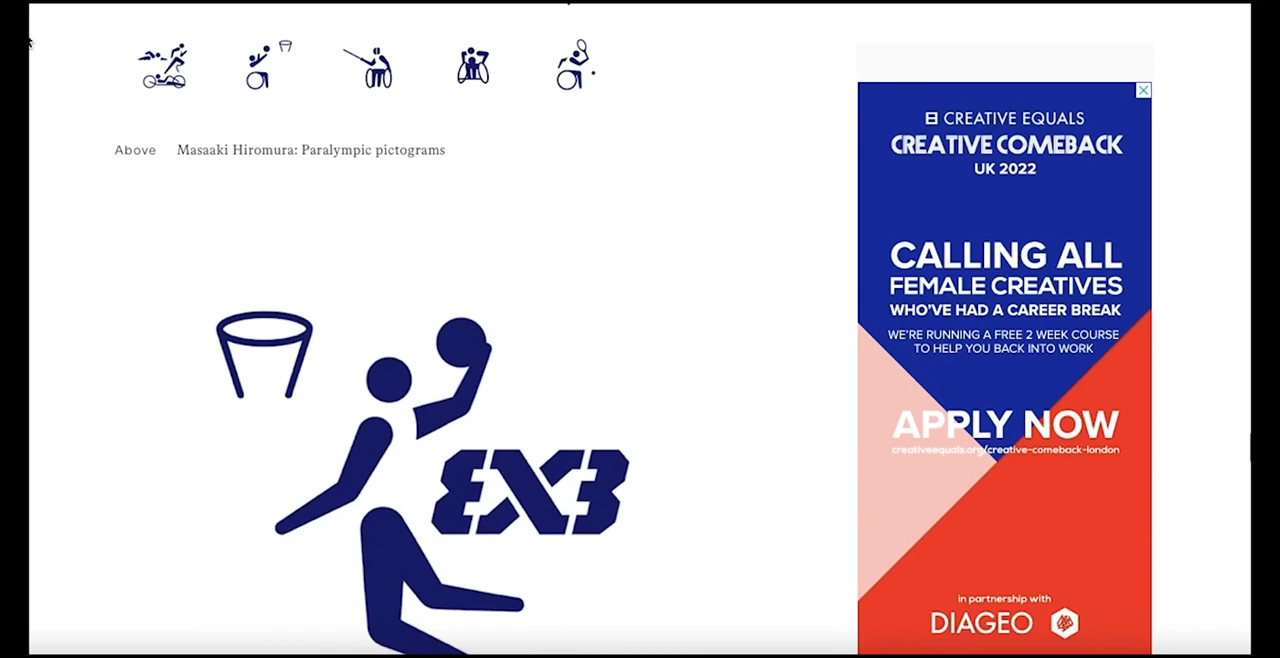 Above Masaaki Hiromura: Paralympic pictograms
3X3
CREATIVE EQUALS
CREATIVE COMEBACK
UK 2022
CALLING ALL
FEMALE CREATIVES
WHO'VE HAD A CAREER BREAK
WE'RE RUNNING A FREE 2 WEEK COURSE
TO HELP YOU BACK INTO WORK
APPLY NOW
creativeequals.org/creative-comeback-london
in partnership with
DIAGEO